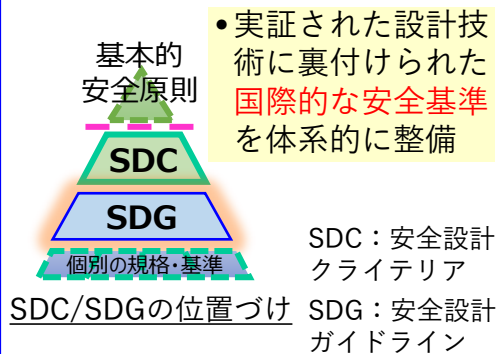 •実証された設計技
術に裏付けられた
国際的な安全基準
を体系的に整備
基本的
安全原則
SDC
SDG
個別の規格・基準
SDC/SDGの位置づけ
SDC：安全設計
クライテリア
SDG：安全設計
ガイドライン